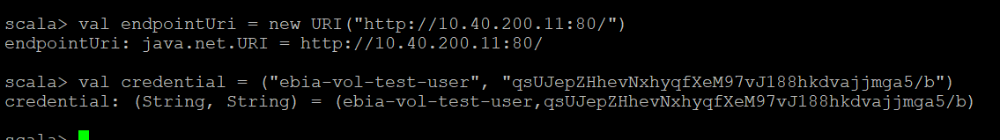 scala> val endpointUri = new URI("http://10.40.200.11:80/")
endpointUri: java.net.URI = http://10.40.200.11:80/
scala> val credential = ("ebia-vol-test-user", "qsUJepZHhevNxhyqfXeM97vJ188hkdvajjmga5/b")
credential: (String, String) = (ebia-vol-test-user,qsUJepZHhevNxhyqfXeM97vJ188hkdvajjmga5/b)
scala>